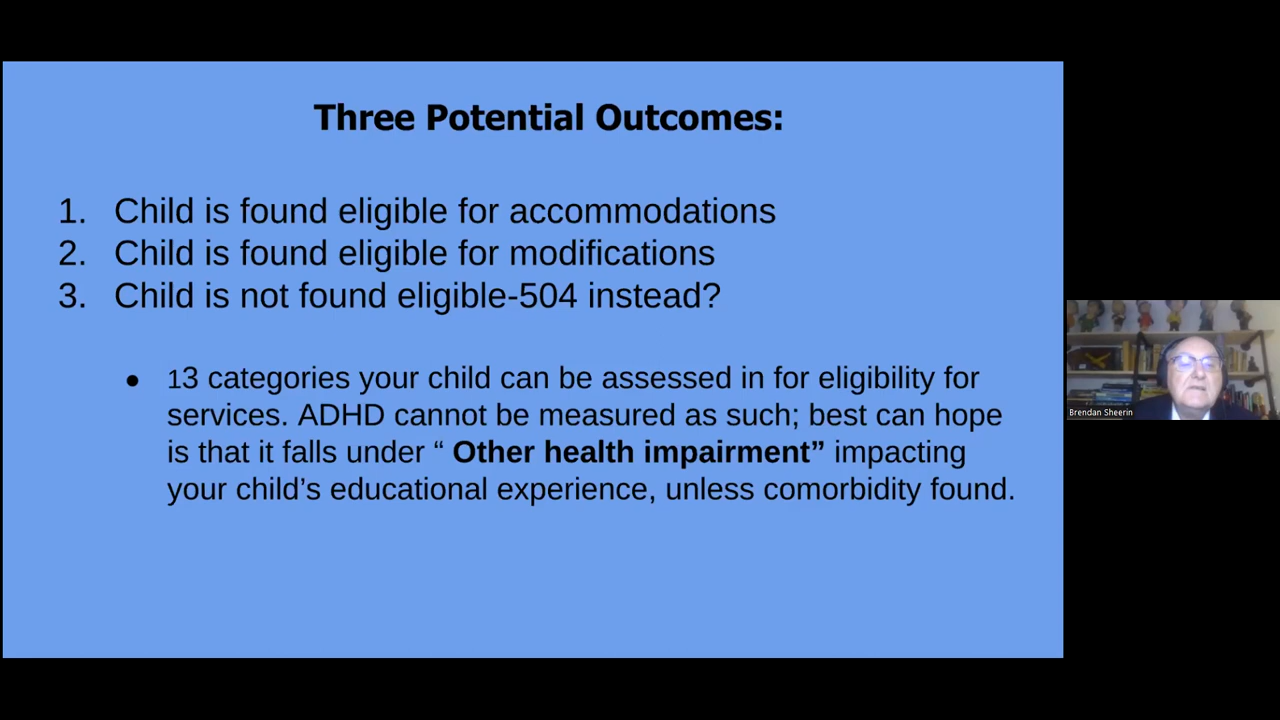 Three Potential Outcomes:
1. Child is found eligible for accommodations
2. Child is found eligible for modifications
3. Child is not found eligible-504 instead?
● 13 categories your child can be assessed in for eligibility for
services. ADHD cannot be measured as such; best can hope
is that it falls under “ Other health impairment” impacting
your child’s educational experience, unless comorbidity found.
Brendan Sheerin